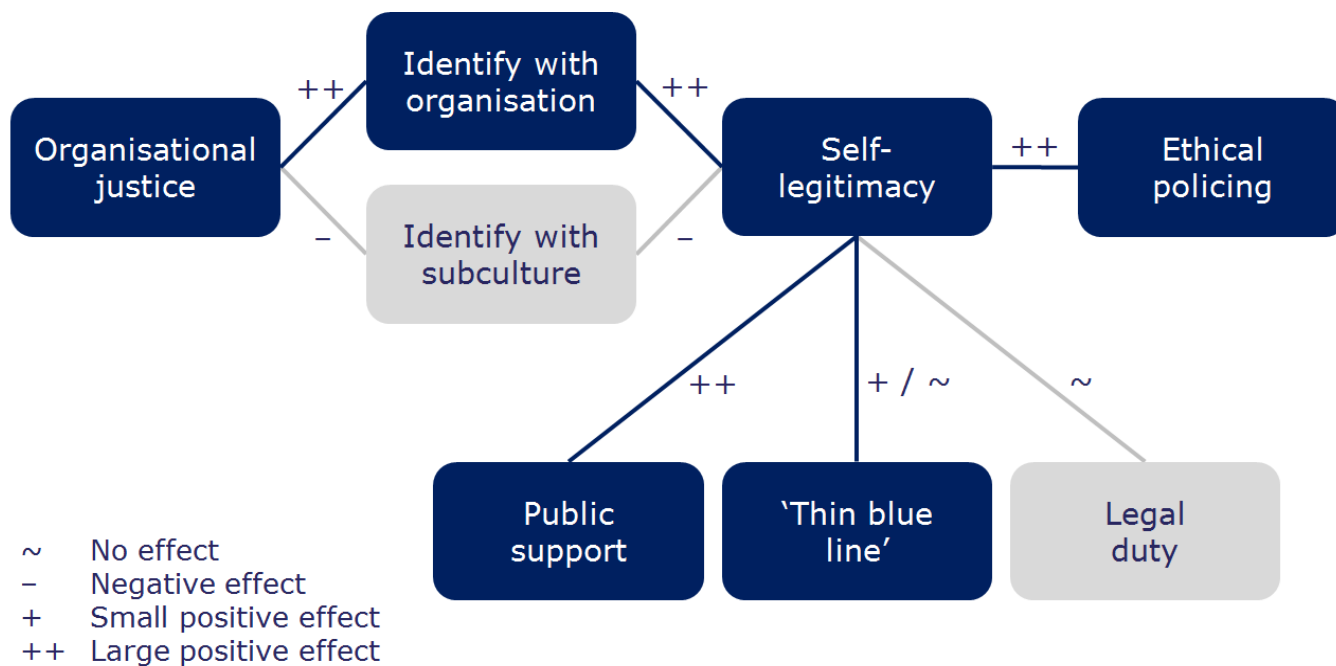 Organisational
justice
++
Identify with
organisation
++
–
Identify with
subculture
–
Self-
legitimacy
++
Ethical
policing
++
+ / ~
~
Public
support
‘Thin blue
line’
Legal
duty
~ No effect
– Negative effect
+ Small positive effect
++ Large positive effect